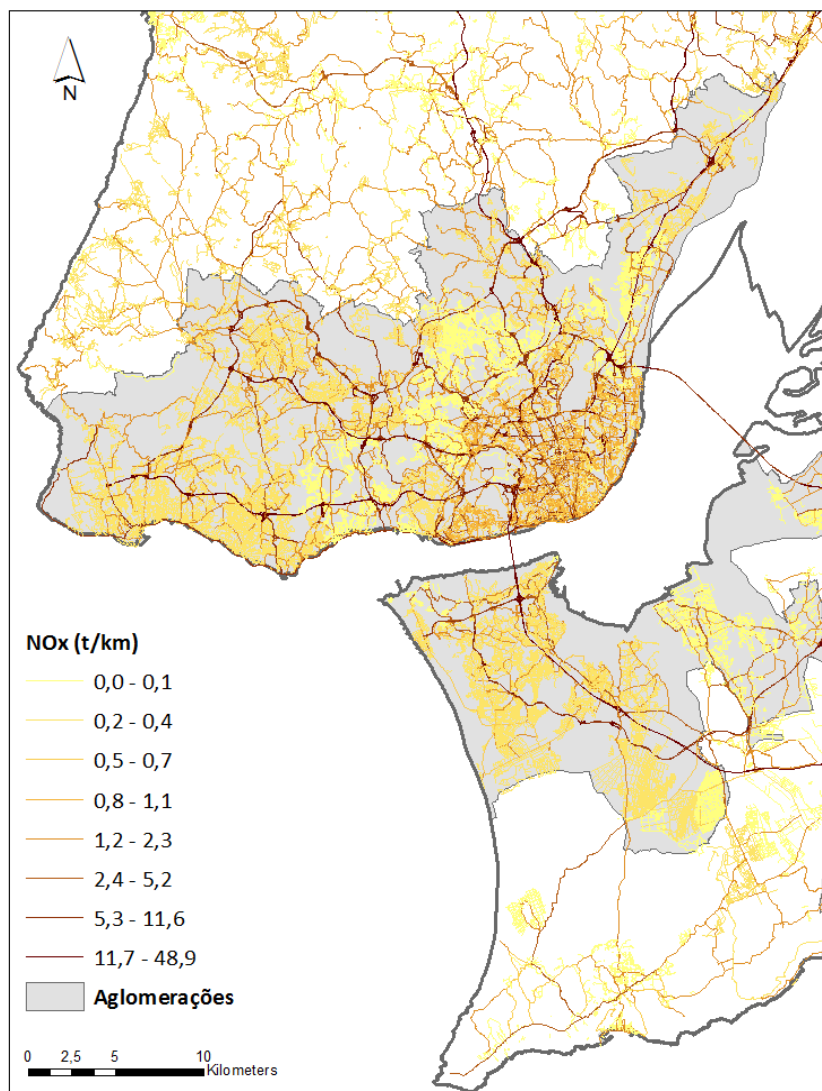 N
NOx (t/km)
0,0 - 0,1
0,2 - 0,4
0,5 - 0,7
0,8 - 1,1
1,2 - 2,3
2,4 - 5,2
5,3 - 11,6
11,7 - 48,9
Aglomerações
0 2,5 5 10
Kilometers